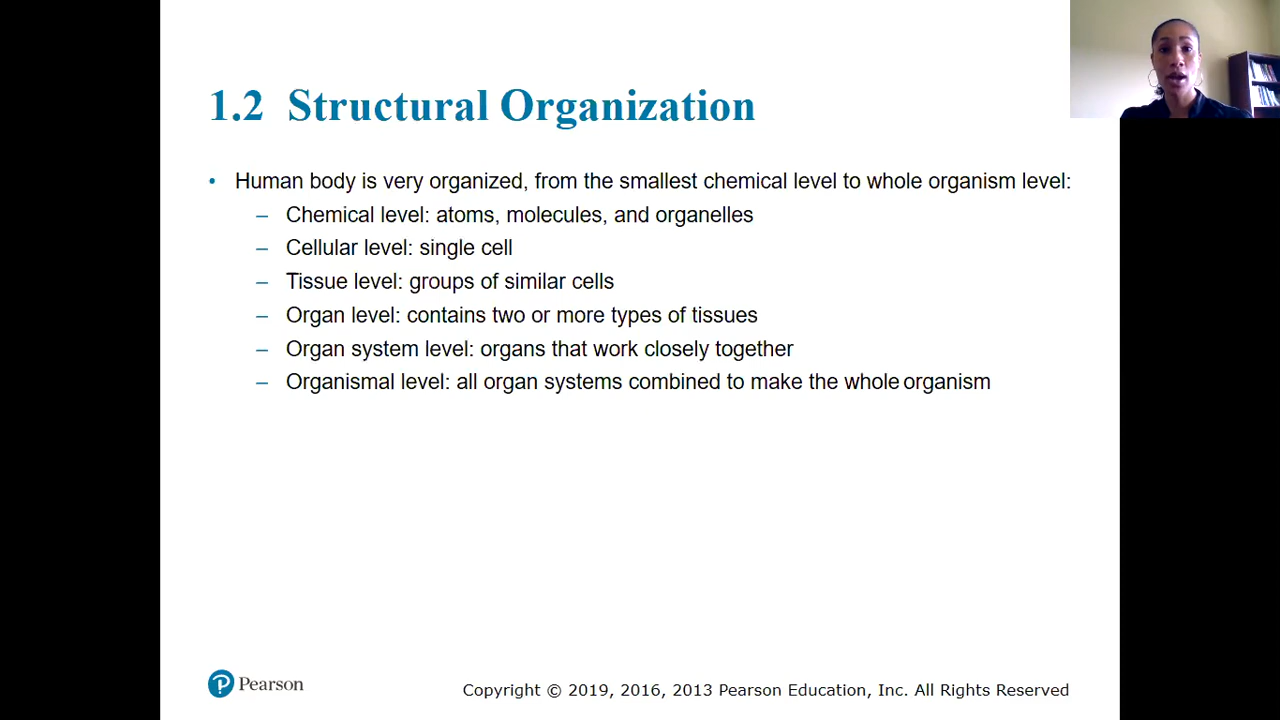 1.2 Structural Organization
• Human body is very organized, from the smallest chemical level to whole organism level:
– Chemical level: atoms, molecules, and organelles
– Cellular level: single cell
– Tissue level: groups of similar cells
– Organ level: contains two or more types of tissues
– Organ system level: organs that work closely together
– Organismal level: all organ systems combined to make the whole organism
Pearson
Copyright © 2019, 2016, 2013 Pearson Education, Inc. All Rights Reserved